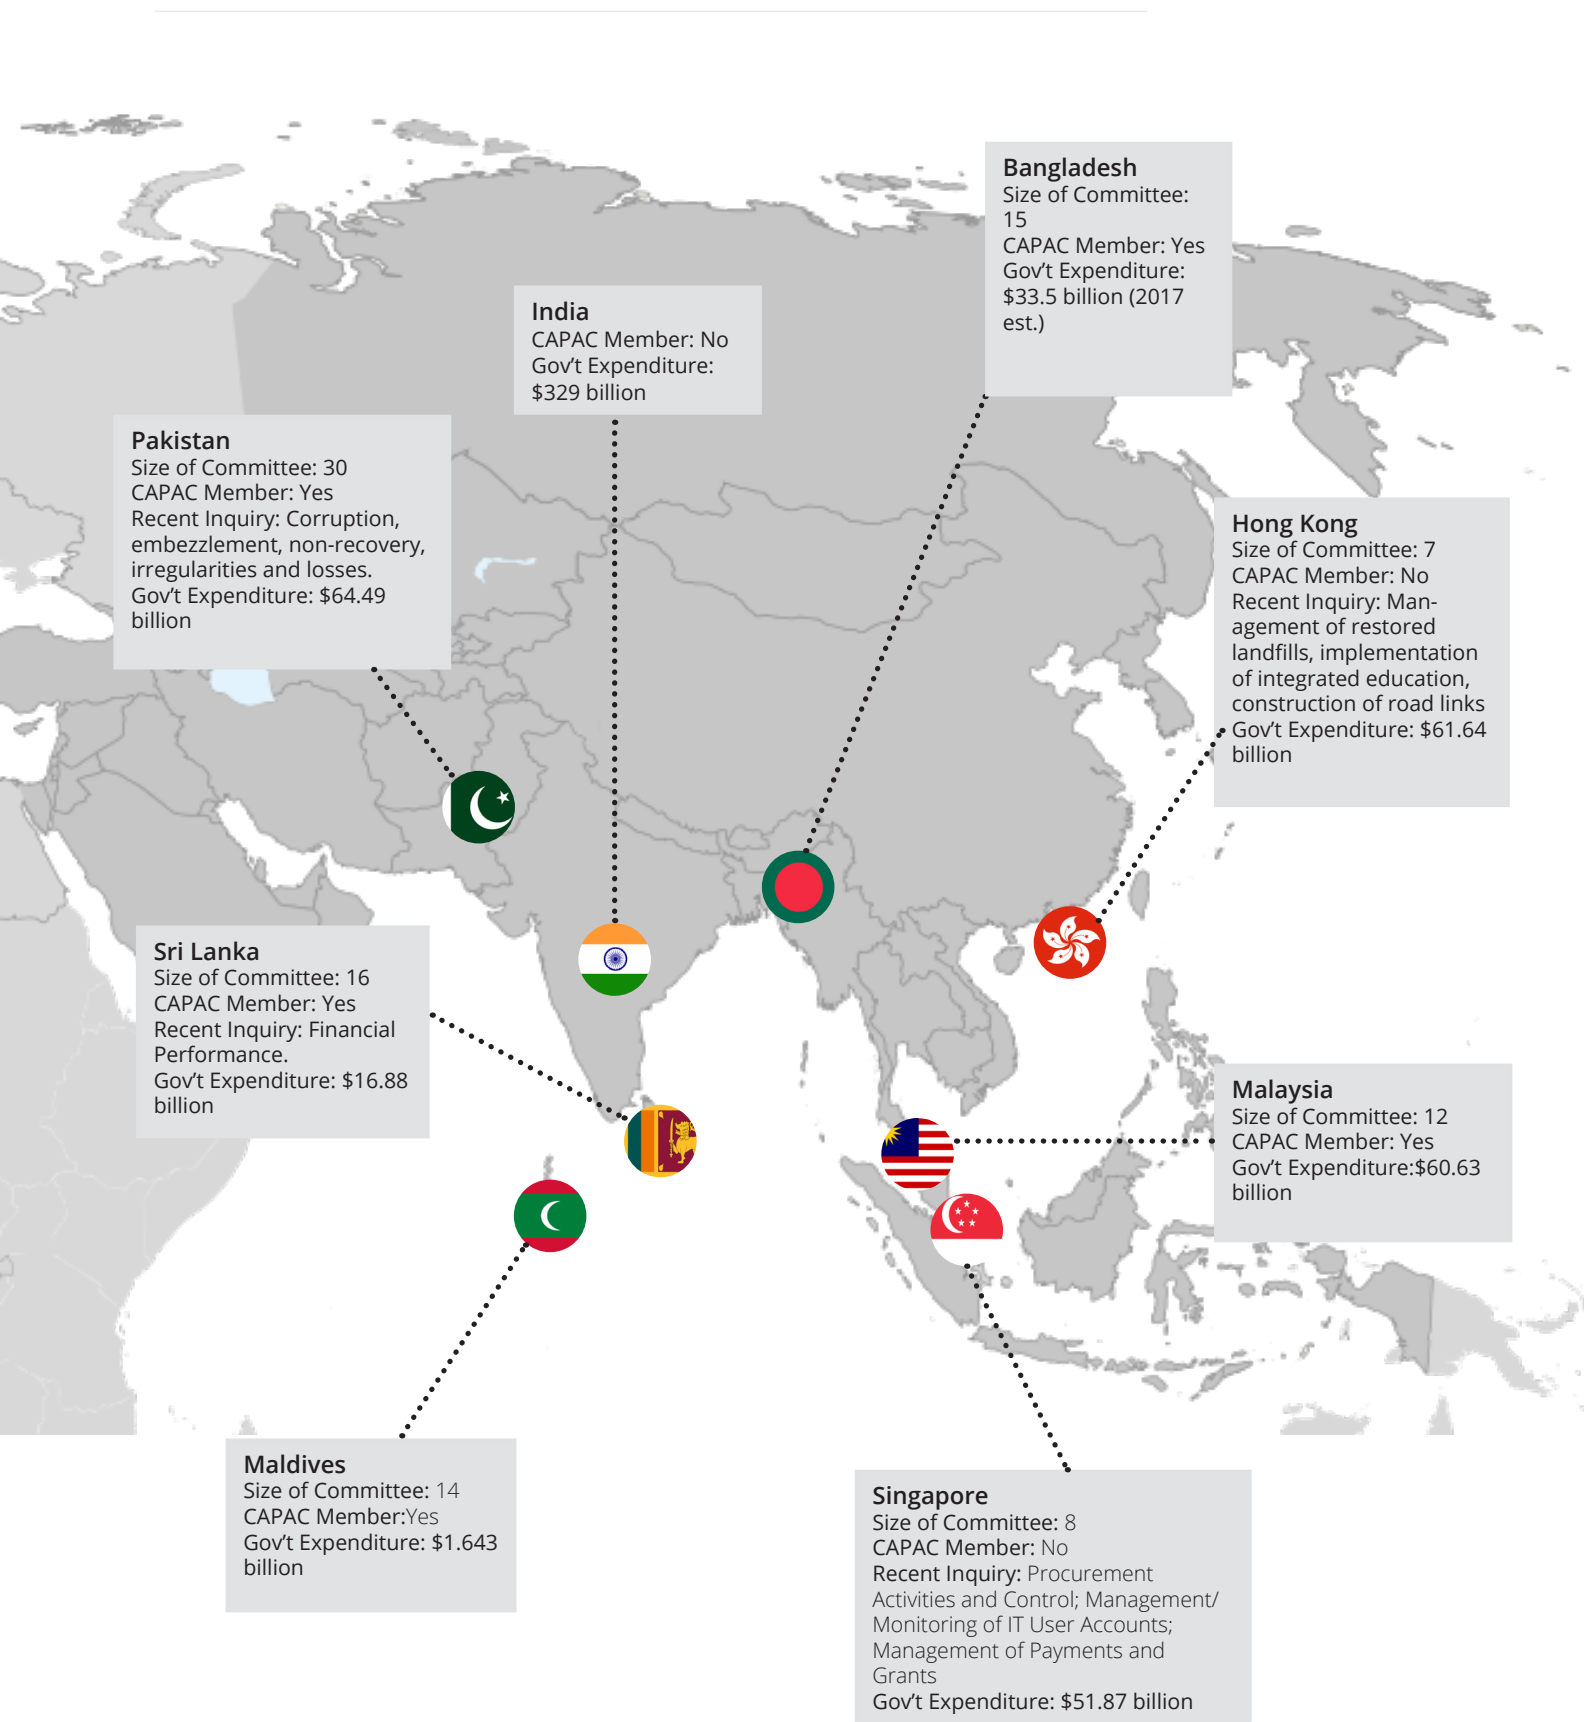 Bangladesh
Size of Committee:
15
CAPAC Member: Yes
Gov’t Expenditure:
$33.5 billion (2017
est.)
India
CAPAC Member: No
Gov’t Expenditure:
$329 billion
Pakistan
Size of Committee: 30
CAPAC Member: Yes
Recent Inquiry: Corruption,
embezzlement, non-recovery,
irregularities and losses.
Gov’t Expenditure: $64.49
billion
Hong Kong
Size of Committee: 7
CAPAC Member: No
Recent Inquiry: Man-
agement of restored
landfills, implementation
of integrated education,
construction of road links
Gov’t Expenditure: $61.64
billion
Sri Lanka
Size of Committee: 16
CAPAC Member: Yes
Recent Inquiry: Financial
Performance.
Gov’t Expenditure: $16.88
billion
Malaysia
Size of Committee: 12
CAPAC Member: Yes
Gov’t Expenditure:$60.63
billion
Maldives
Size of Committee: 14
CAPAC Member:Yes
Gov’t Expenditure: $1.643
billion
Singapore
Size of Committee: 8
CAPAC Member: No
Recent Inquiry: Procurement
Activities and Control; Management/
Monitoring of IT User Accounts;
Management of Payments and
Grants
Gov’t Expenditure: $51.87 billion